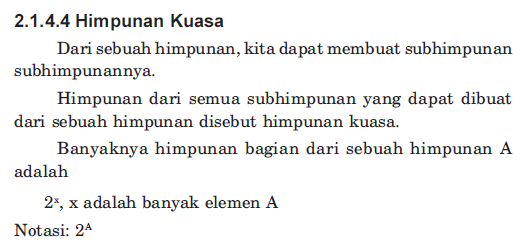 2.1.4.4 Himpunan Kuasa
Dari sebuah himpunan, kita dapat membuat subhimpunan
subhimpunannya.
Himpunan dari semua subhimpunan yang dapat dibuat
dari sebuah himpunan disebut himpunan kuasa.
Banyaknya himpunan bagian dari sebuah himpunan A
adalah
2ˣ, x adalah banyak elemen A
Notasi: 2ᴬ